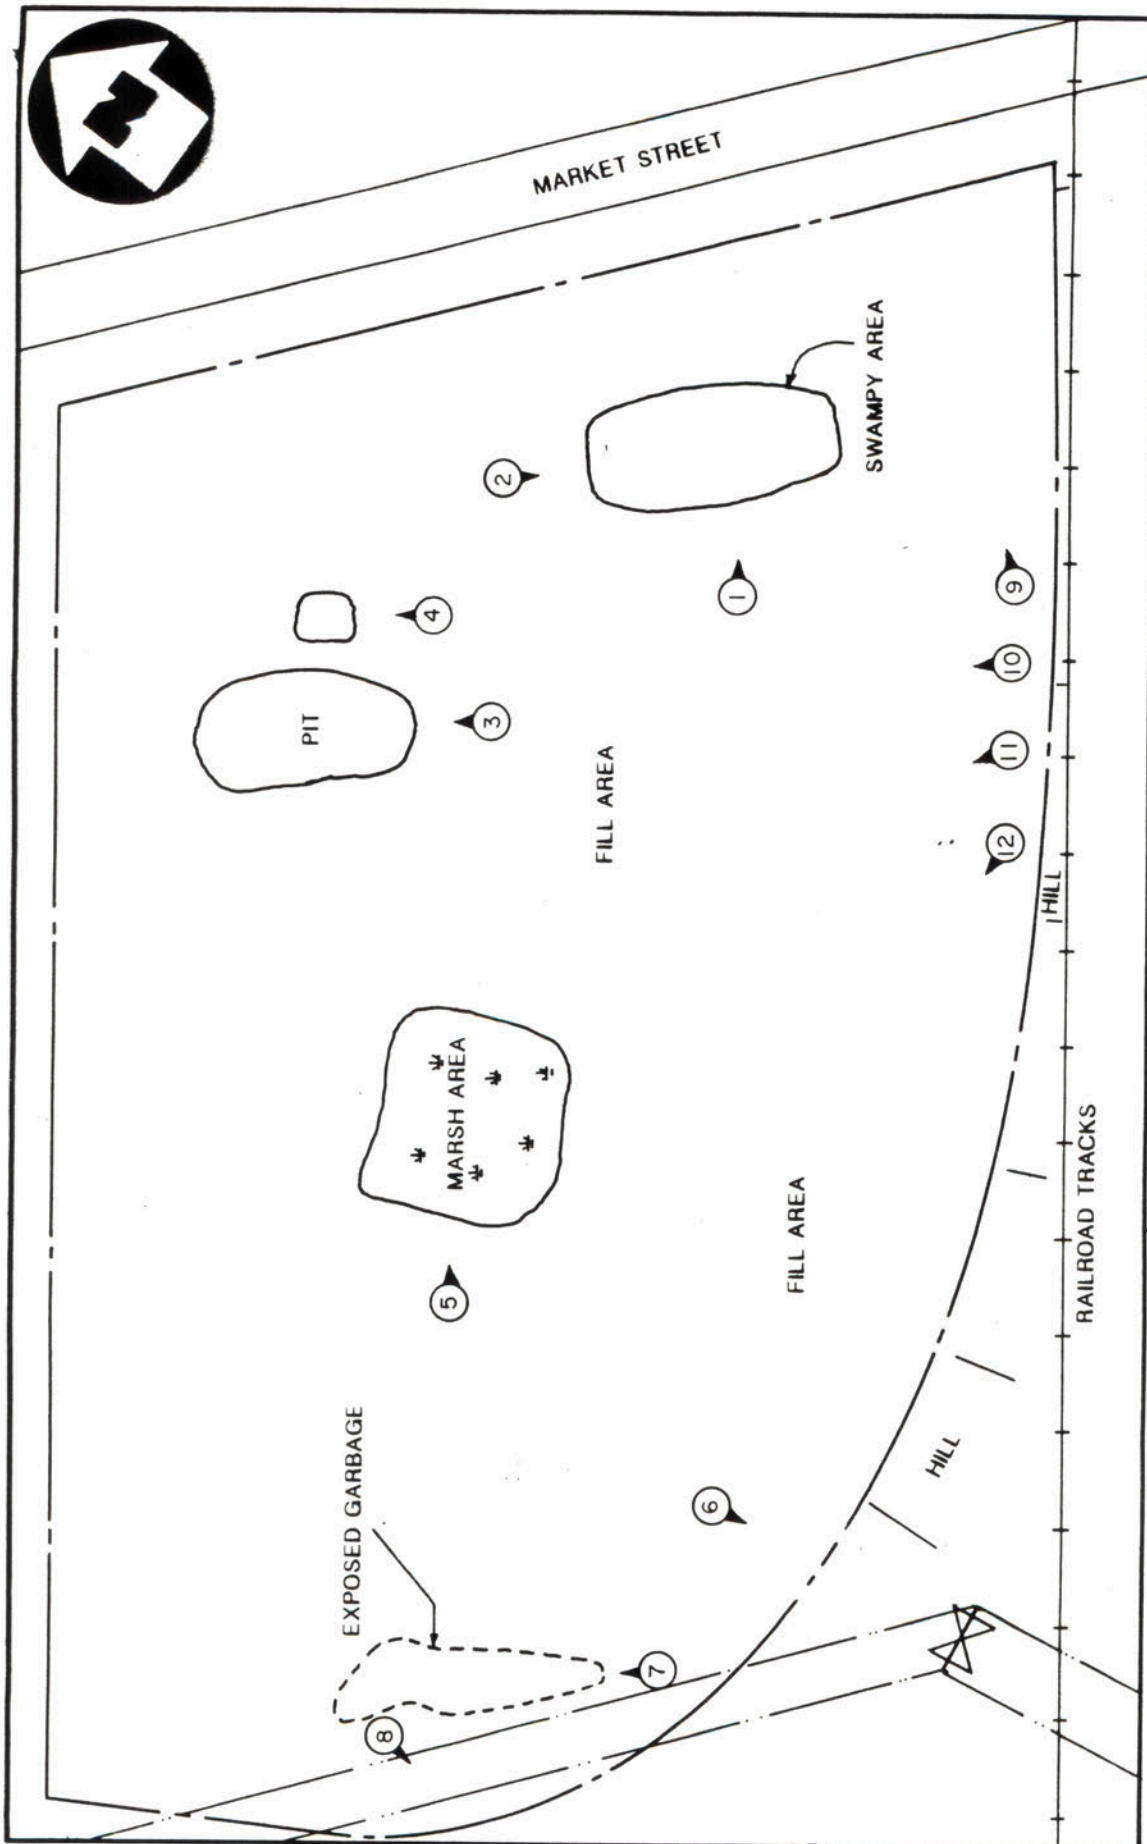 N
MARKET STREET
SWAMPY AREA
2
1
4
3
PIT
FILL AREA
9
10
11
12
HILL
MARSH AREA
5
FILL AREA
RAILROAD TRACKS
EXPOSED GARBAGE
6
HILL
7
8